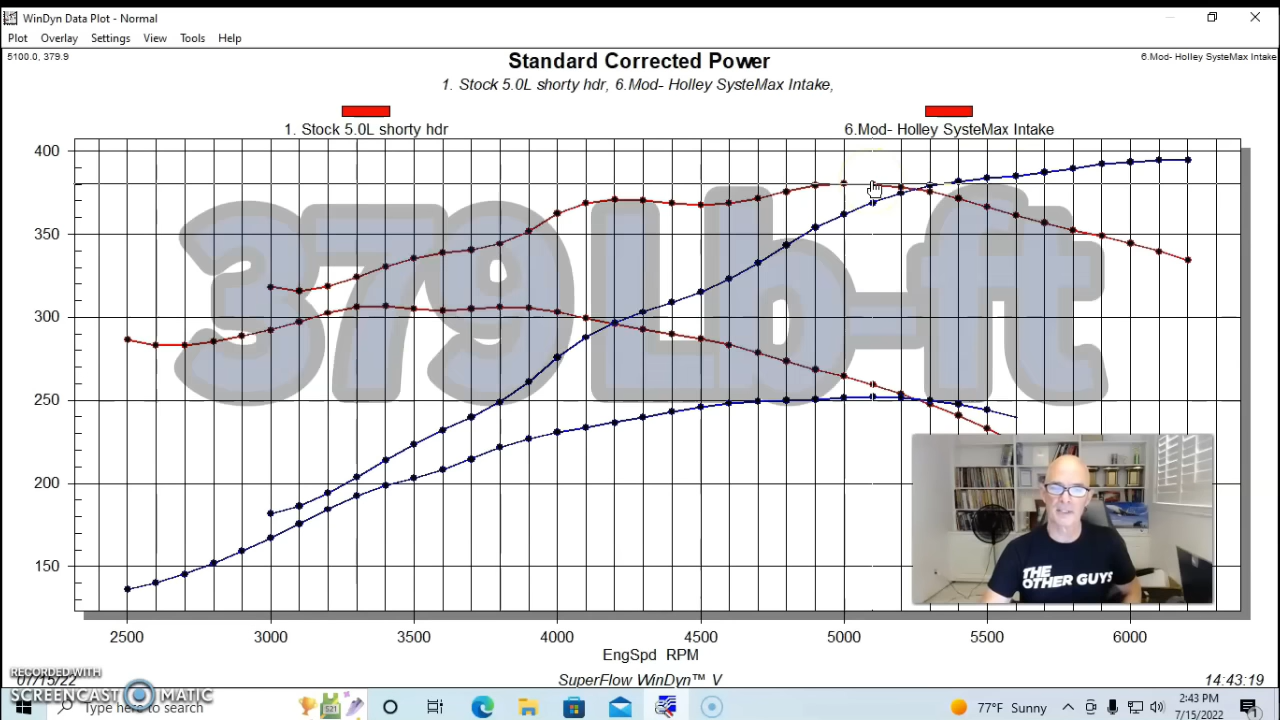 WinDyn Data Plot - Normal
Plot Overlay Settings View Tools Help
5100.0, 379.9
6.Mod- Holley SysteMax Intake
Standard Corrected Power
1. Stock 5.0L shorty hdr, 6.Mod- Holley SysteMax Intake,
1. Stock 5.0L shorty hdr
6.Mod- Holley SysteMax Intake
400
350
300
250
200
150
379 Lb-ft
THE
OTHER GUYS
2500 3000 3500 4000 4500 5000 5500 6000
EngSpd RPM
RECORDED WITH
07/15/22 SuperFlow WinDyn™ V 14:43:19
SCREENCAST MATIC
Type here to search
521
77°F Sunny
2:43 PM
7/15/2022
1